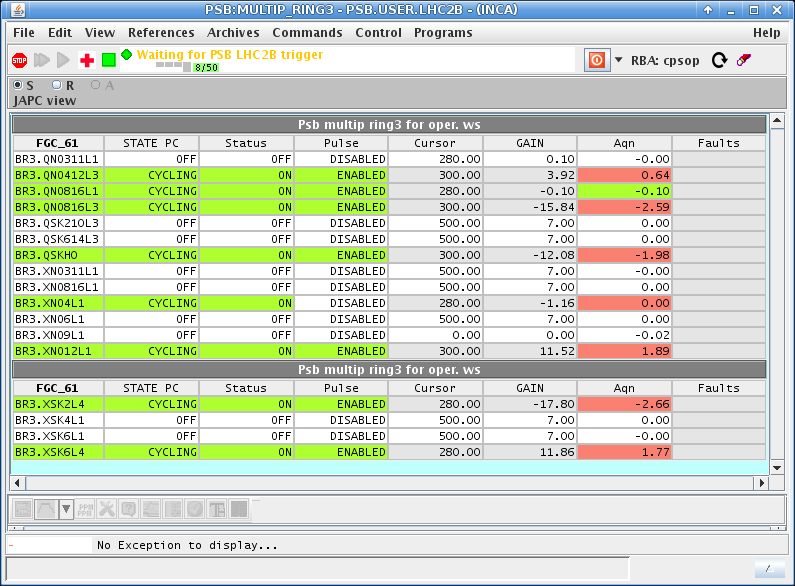 PSB:MULTIP_RING3 - PSB.USER.LHC2B - (INCA)
File Edit View References Archives Commands Control Programs Help
STOP Waiting for PSB LHC2B trigger
8/50
RBA: cpsop
S R A
JAPC view
Psb multip ring3 for oper. ws
FGC_61 STATE PC Status Pulse Cursor GAIN Aqn Faults
BR3.QNO311L1 OFF OFF DISABLED 280.00 0.10 -0.00
BR3.QNO412L3 CYCLING ON ENABLED 300.00 3.92 0.64
BR3.QNO816L1 CYCLING ON ENABLED 280.00 -0.10 -0.10
BR3.QNO816L3 CYCLING ON ENABLED 300.00 -15.84 -2.59
BR3.QSK210L3 OFF OFF DISABLED 500.00 7.00 0.00
BR3.QSK614L3 OFF OFF DISABLED 500.00 7.00 0.00
BR3.QSKHO CYCLING ON ENABLED 300.00 -12.08 -1.98
BR3.XNO311L1 OFF OFF DISABLED 500.00 7.00 -0.00
BR3.XNO816L1 OFF OFF DISABLED 500.00 7.00 0.00
BR3.XNO4L1 CYCLING ON DISABLED 280.00 -1.16 0.00
BR3.XNO6L1 OFF OFF DISABLED 500.00 7.00 0.00
BR3.XNO9L1 OFF OFF DISABLED 0.00 0.00 -0.02
BR3.XNO12L1 CYCLING ON ENABLED 300.00 11.52 1.89
Psb multip ring3 for oper. ws
FGC_61 STATE PC Status Pulse Cursor GAIN Aqn Faults
BR3.XSK2L4 CYCLING ON ENABLED 280.00 -17.80 -2.66
BR3.XSK4L1 OFF OFF DISABLED 500.00 7.00 0.00
BR3.XSK6L1 OFF OFF DISABLED 500.00 7.00 -0.00
BR3.XSK6L4 CYCLING ON ENABLED 280.00 11.86 1.77
PPM
PPM
- No Exception to display...